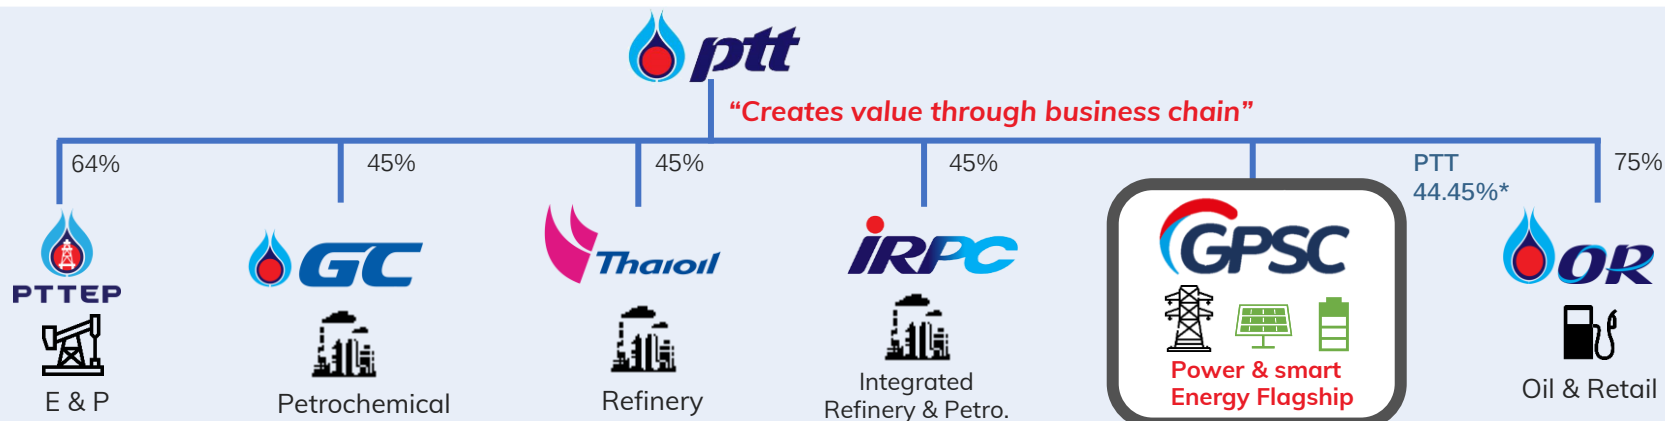 ptt
“Creates value through business chain”
64%
45%
45%
45%
PTT
44.45%*
75%
PTTEP
GC
Thaioil
IRPC
GPSC
OR
E & P
Petrochemical
Refinery
Integrated
Refinery & Petro.
Power & smart
Energy Flagship
Oil & Retail